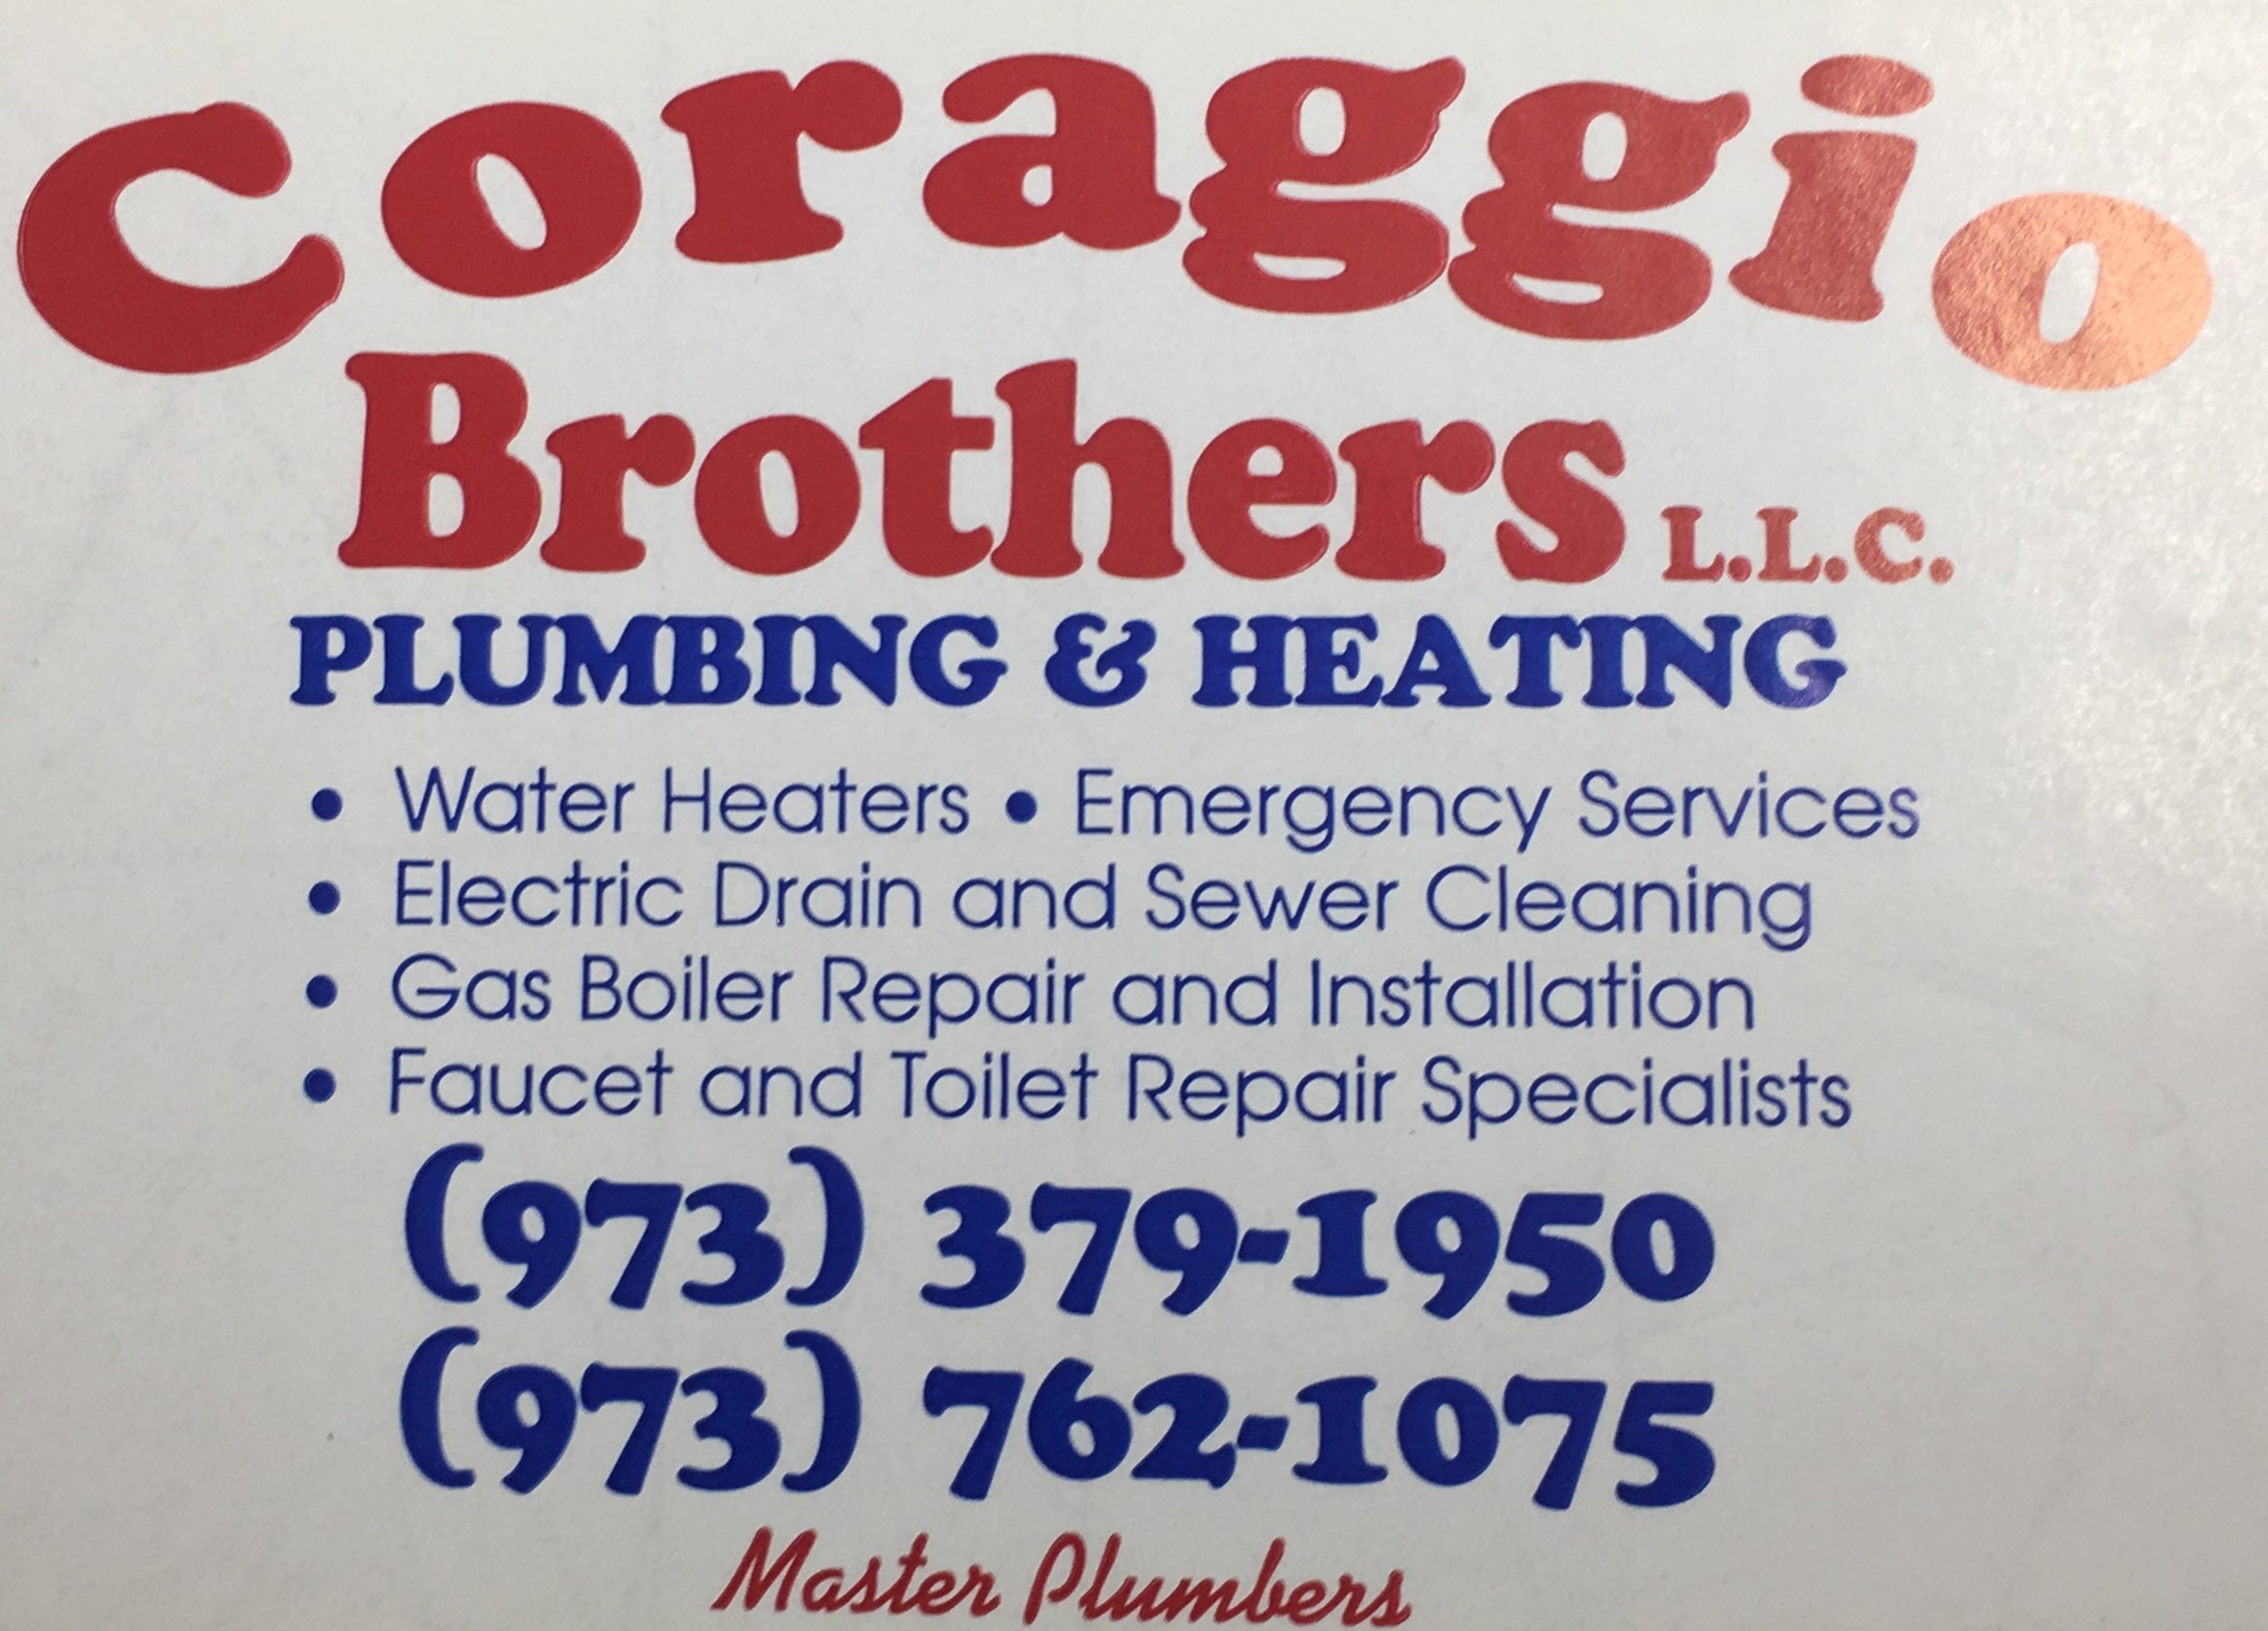 Coraggio
Brothers L.L.C.
PLUMBING & HEATING
• Water Heaters • Emergency Services
• Electric Drain and Sewer Cleaning
• Gas Boiler Repair and Installation
• Faucet and Toilet Repair Specialists
(973) 379-1950
(973) 762-1075
Master Plumbers